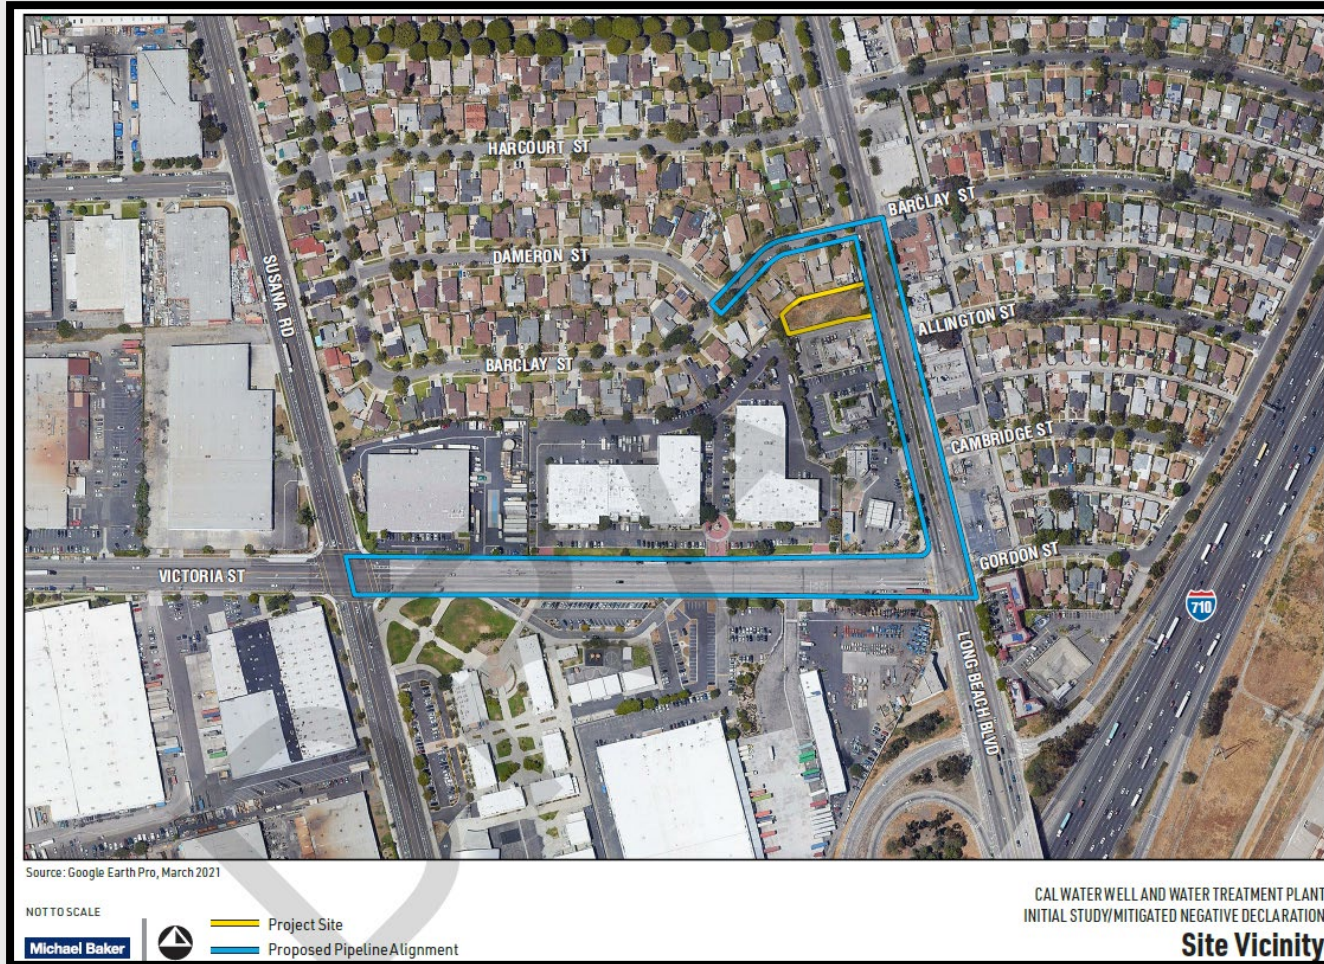 HARCOURT ST
BARCLAY ST
DAMERON ST
SUSANA RD
ALLINGTON ST
BARCLAY ST
CAMBRIDGE ST
GORDON ST
VICTORIA ST
710
LONG BEACH BLVD
Source: Google Earth Pro, March 2021
NOT TO SCALE
Michael Baker
Project Site
Proposed Pipeline Alignment
CAL WATER WELL AND WATER TREATMENT PLANT
INITIAL STUDY/MITIGATED NEGATIVE DECLARATION
Site Vicinity